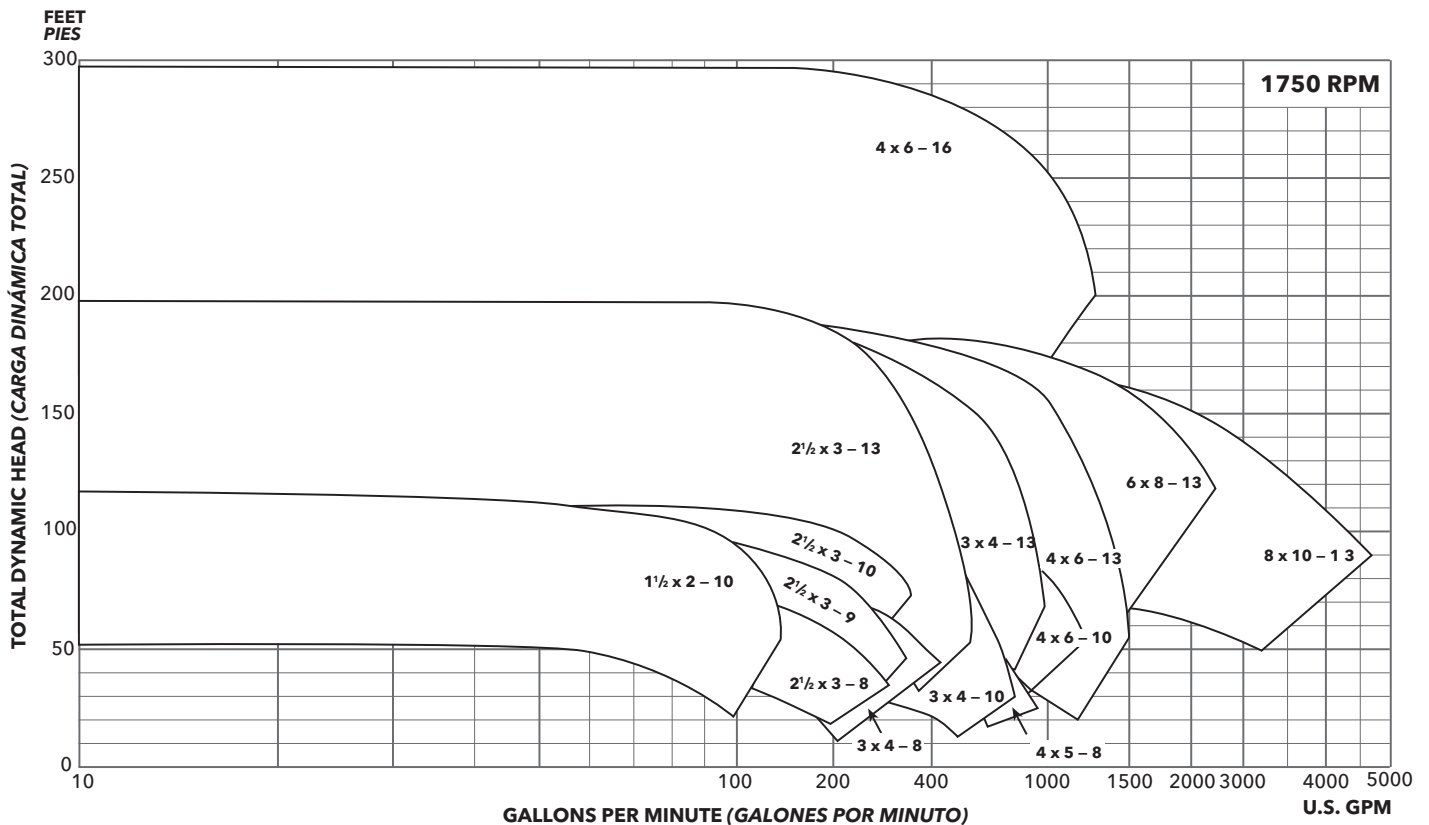 FEET
PIES
300
1750 RPM
4 x 6 – 16
250
200
150
2½ x 3 – 13
6 x 8 – 13
100
2½ x 3 – 10
3 x 4 – 13
4 x 6 – 13
8 x 10 – 1 3
1½ x 2 – 10
2½ x 3 – 9
50
4 x 6 – 10
2½ x 3 – 8
3 x 4 – 10
3 x 4 – 8
4 x 5 – 8
0
TOTAL DYNAMIC HEAD (CARGA DINÁMICA TOTAL)
10 100 200 400 1000 1500 2000 3000 4000 5000
GALLONS PER MINUTE (GALONES POR MINUTO)
U.S. GPM